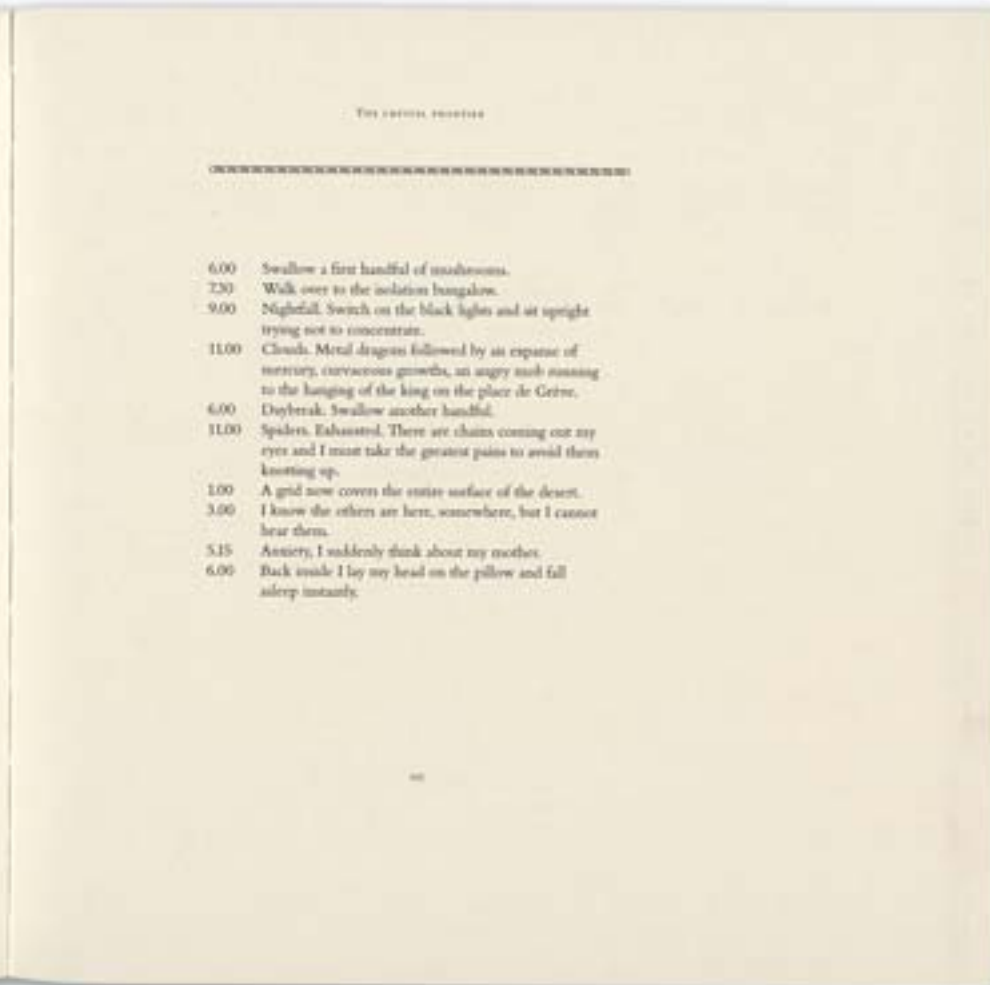 6.00 Swallow a first handful of mushrooms.
7.30 Walk over to the isolation bungalow.
9.00 Nightfall. Switch on the black lights and sit upright
trying not to concentrate.
11.00 Clouds. Metal dragons followed by an expanse of
mercury, curvaceous growths, an angry mob running
to the hanging of the king on the place de Grève.
6.00 Daybreak. Swallow another handful.
11.00 Spiders. Exhausted. There are chains coming out my
eyes and I must take the greatest pains to avoid them
knotting up.
1.00 A grid now covers the entire surface of the desert.
3.00 I know the others are here, somewhere, but I cannot
hear them.
5.15 Anxiety, I suddenly think about my mother.
6.00 Back inside I lay my head on the pillow and fall
asleep instantly.